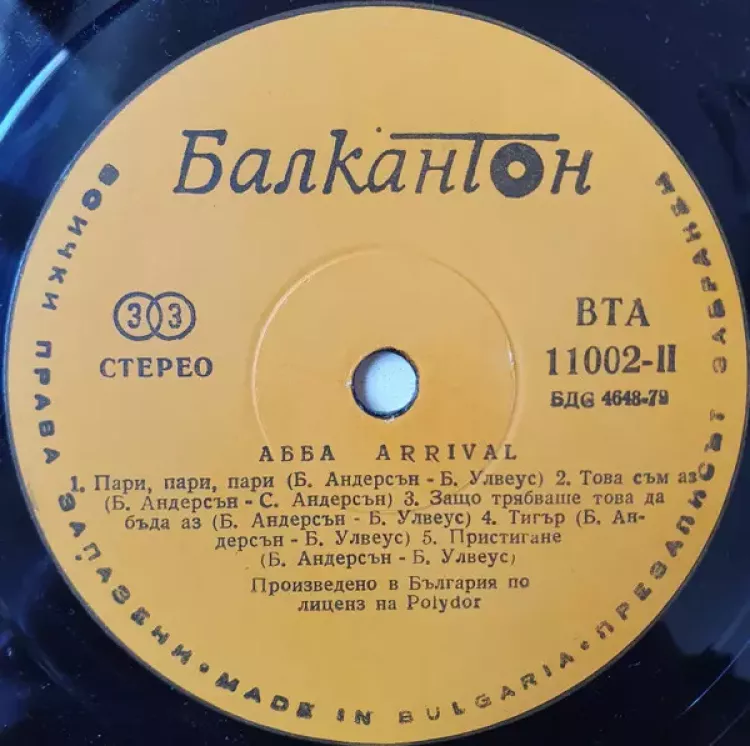 Балкантон
33
СТЕРЕО
ВТА
11002-II
БДС 4648-79
АББА ARRIVAL
1. Пари, пари, пари (Б. Андерсън - Б. Улвеус) 2. Това съм аз
(Б. Андерсън - С. Андерсън) 3. Защо трябваше това да
бъда аз (Б. Андерсън - Б. Улвеус) 4. Тигър (Б. Ан-
дерсън - Б. Улвеус) 5. Пристигане
(Б. Андерсън - Б. Улвеус)
Произведено в България по
лиценз на Polydor
ВСИЧКИ ПРАВА ЗАПАЗЕНИ • MADE IN BULGARIA • ПРЕЗАПИСЪТ ЗАБРАНЕН